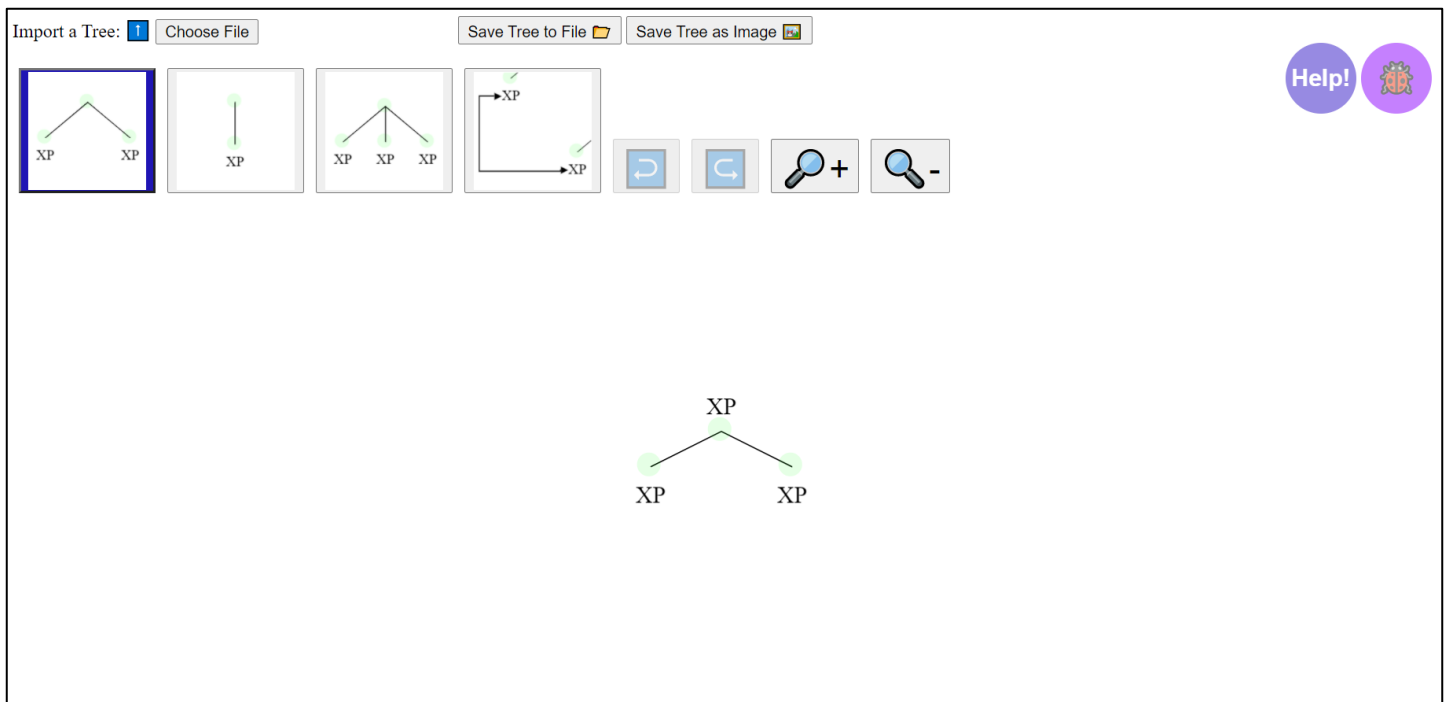 Import a Tree: Choose File Save Tree to File Save Tree as Image
Help!
XP XP
XP
XP XP XP
XP
XP
+
-
XP
XP XP